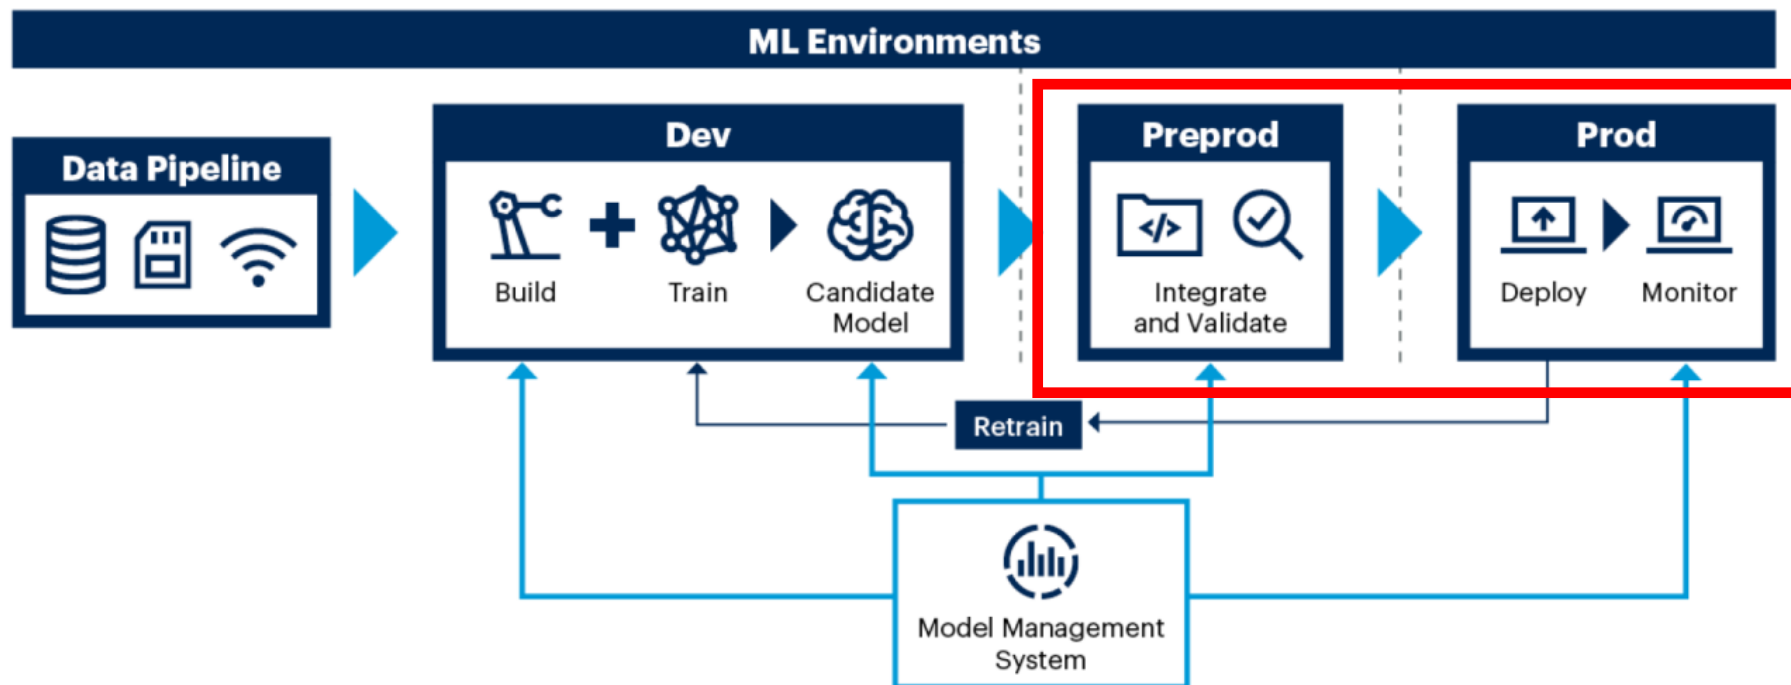 ML Environments
Data Pipeline
Dev
Build
Train
Candidate
Model
Preprod
</>
Integrate
and Validate
Prod
Deploy
Monitor
Retrain
Model Management
System